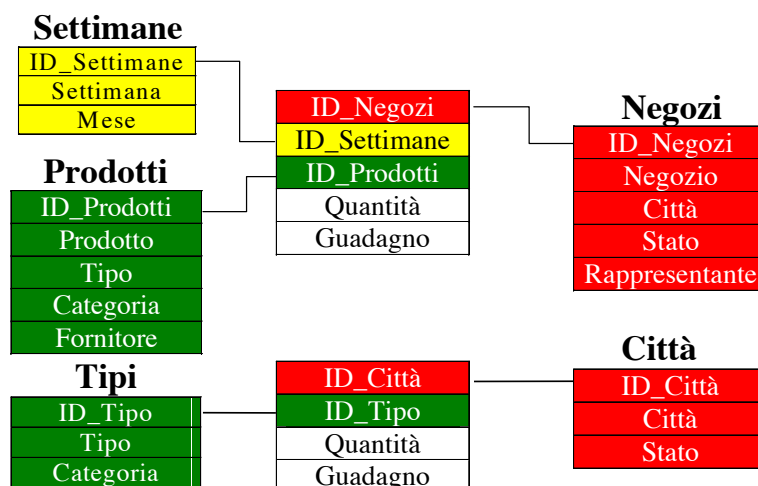 Settimane
ID_Settimane
Settimana
Mese
Prodotti
ID_Prodotti
Prodotto
Tipo
Categoria
Fornitore
ID_Negozi
ID_Settimane
ID_Prodotti
Quantità
Guadagno
Negozi
ID_Negozi
Negozio
Città
Stato
Rappresentante
Tipi
ID_Tipo
Tipo
Categoria
ID_Città
ID_Tipo
Quantità
Guadagno
Città
ID_Città
Città
Stato